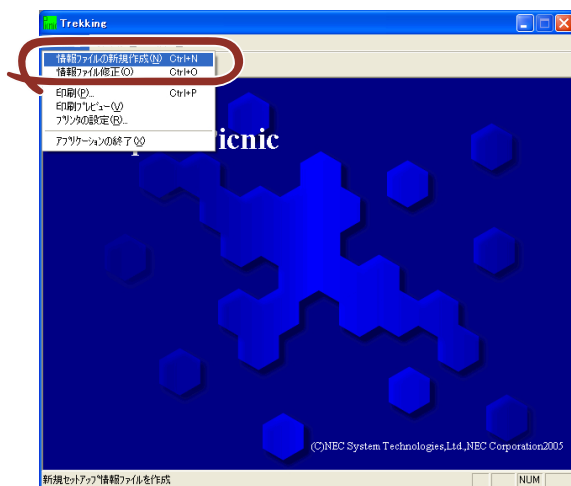 Trekking
情報ファイルの新規作成(N) Ctrl+N
情報ファイル修正(O) Ctrl+O
印刷(P)... Ctrl+P
印刷プレビュー(V)
プリンタの設定(R)...
アプリケーションの終了(X)
icnic
(C)NEC System Technologies,Ltd.,NEC Corporation2005
新規セットアップ情報ファイルを作成
NUM